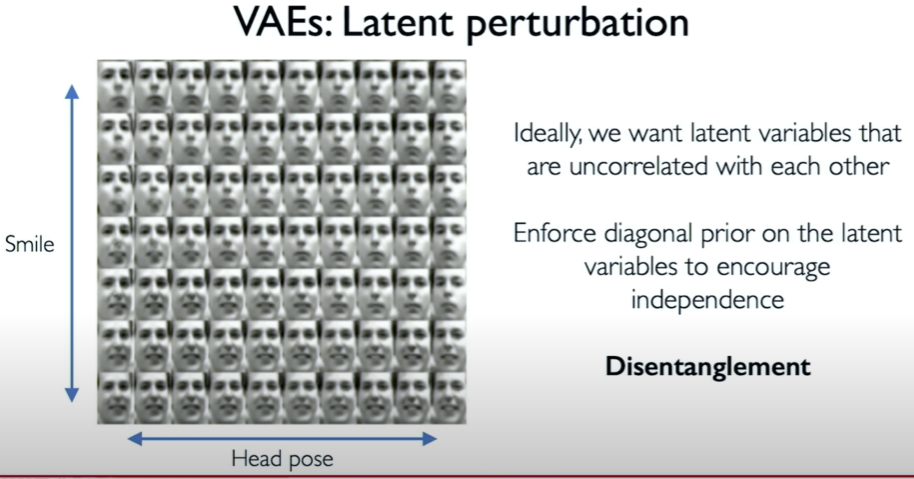 VAEs: Latent perturbation
Smile
Head pose
Ideally, we want latent variables that
are uncorrelated with each other
Enforce diagonal prior on the latent
variables to encourage
independence
Disentanglement